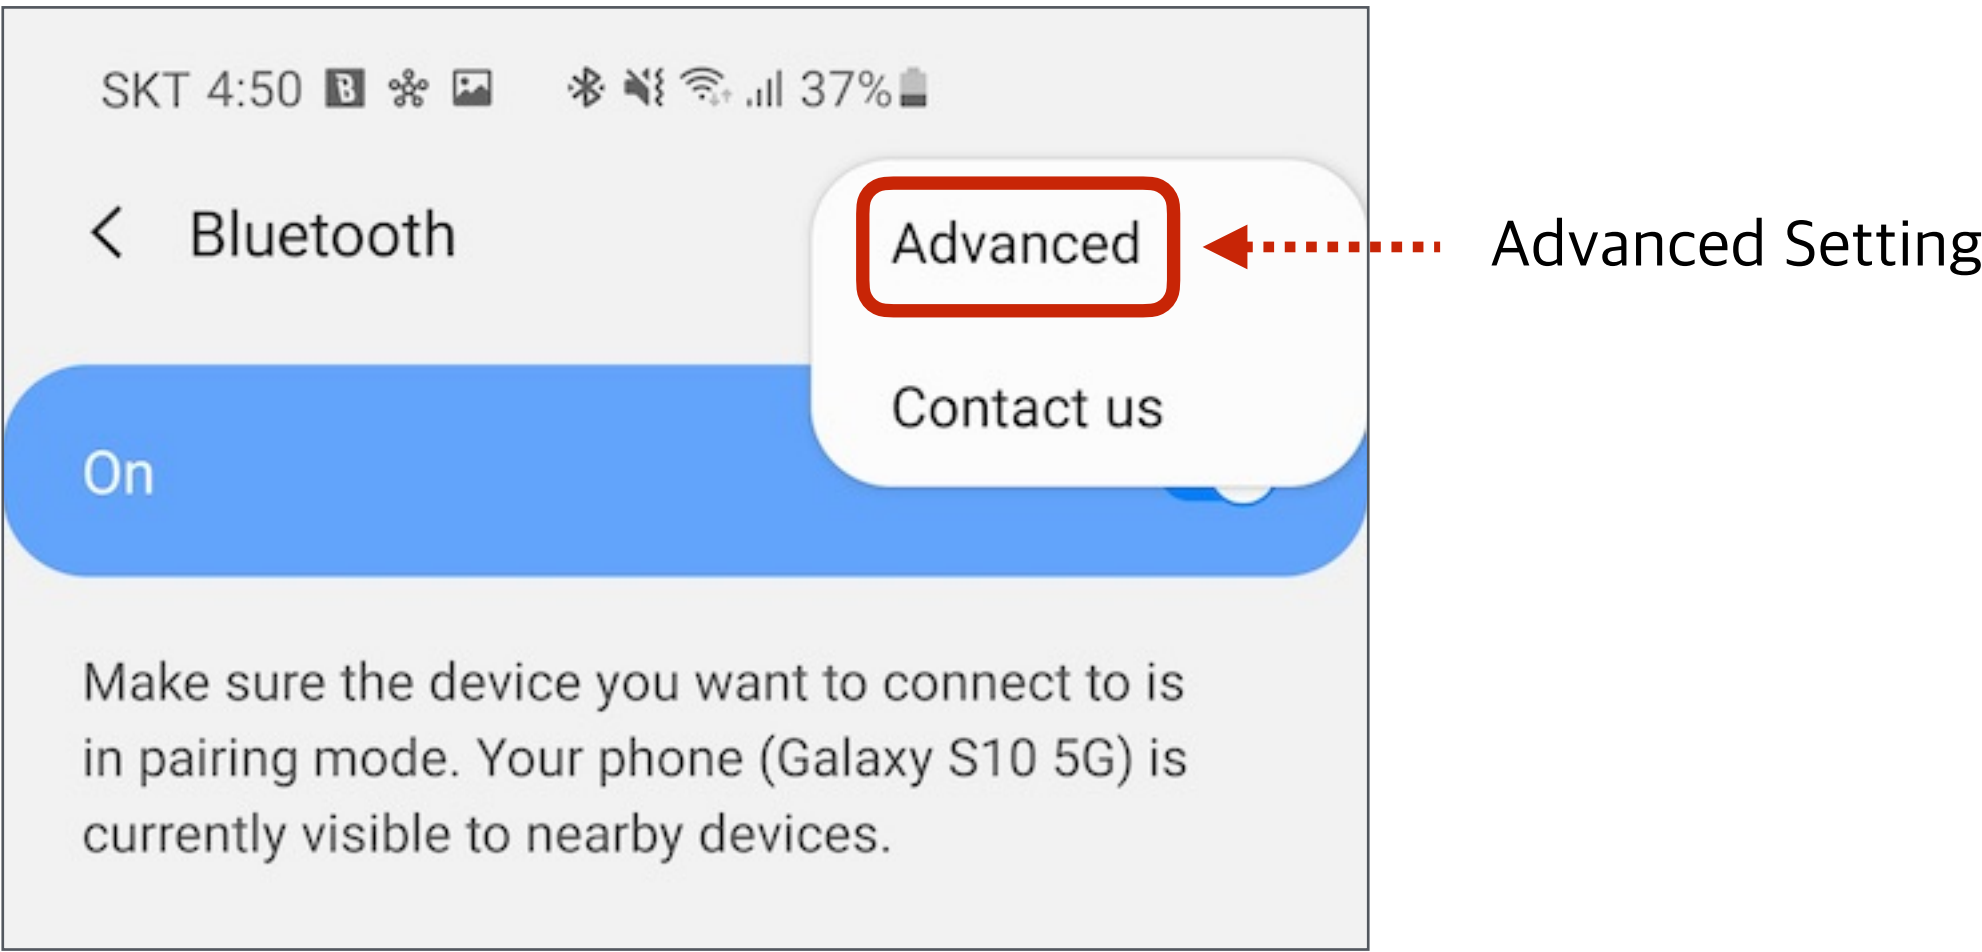 SKT 4:50 37%
Bluetooth
Advanced
Advanced Setting
Contact us
On
Make sure the device you want to connect to is
in pairing mode. Your phone (Galaxy S10 5G) is
currently visible to nearby devices.